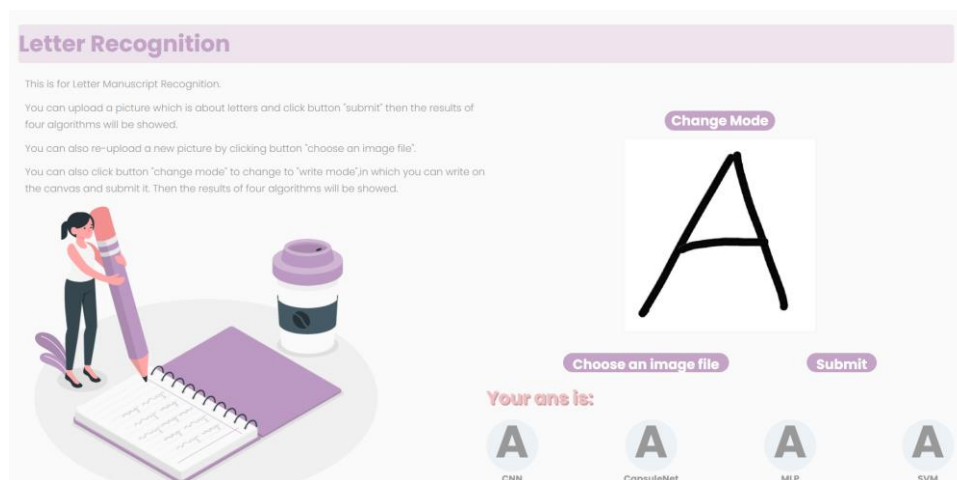 Letter Recognition
This is for Letter Manuscript Recognition.
You can upload a picture which is about letters and click button "submit" then the results of
four algorithms will be showed.
You can also re-upload a new picture by clicking button "choose an image file".
You can also click button "change mode" to change to "write mode",in which you can write on
the canvas and submit it. Then the results of four algorithms will be showed.
Change Mode
A
Choose an image file
Submit
Your ans is:
A A A A
CNN CapsuleNet MLP SVM